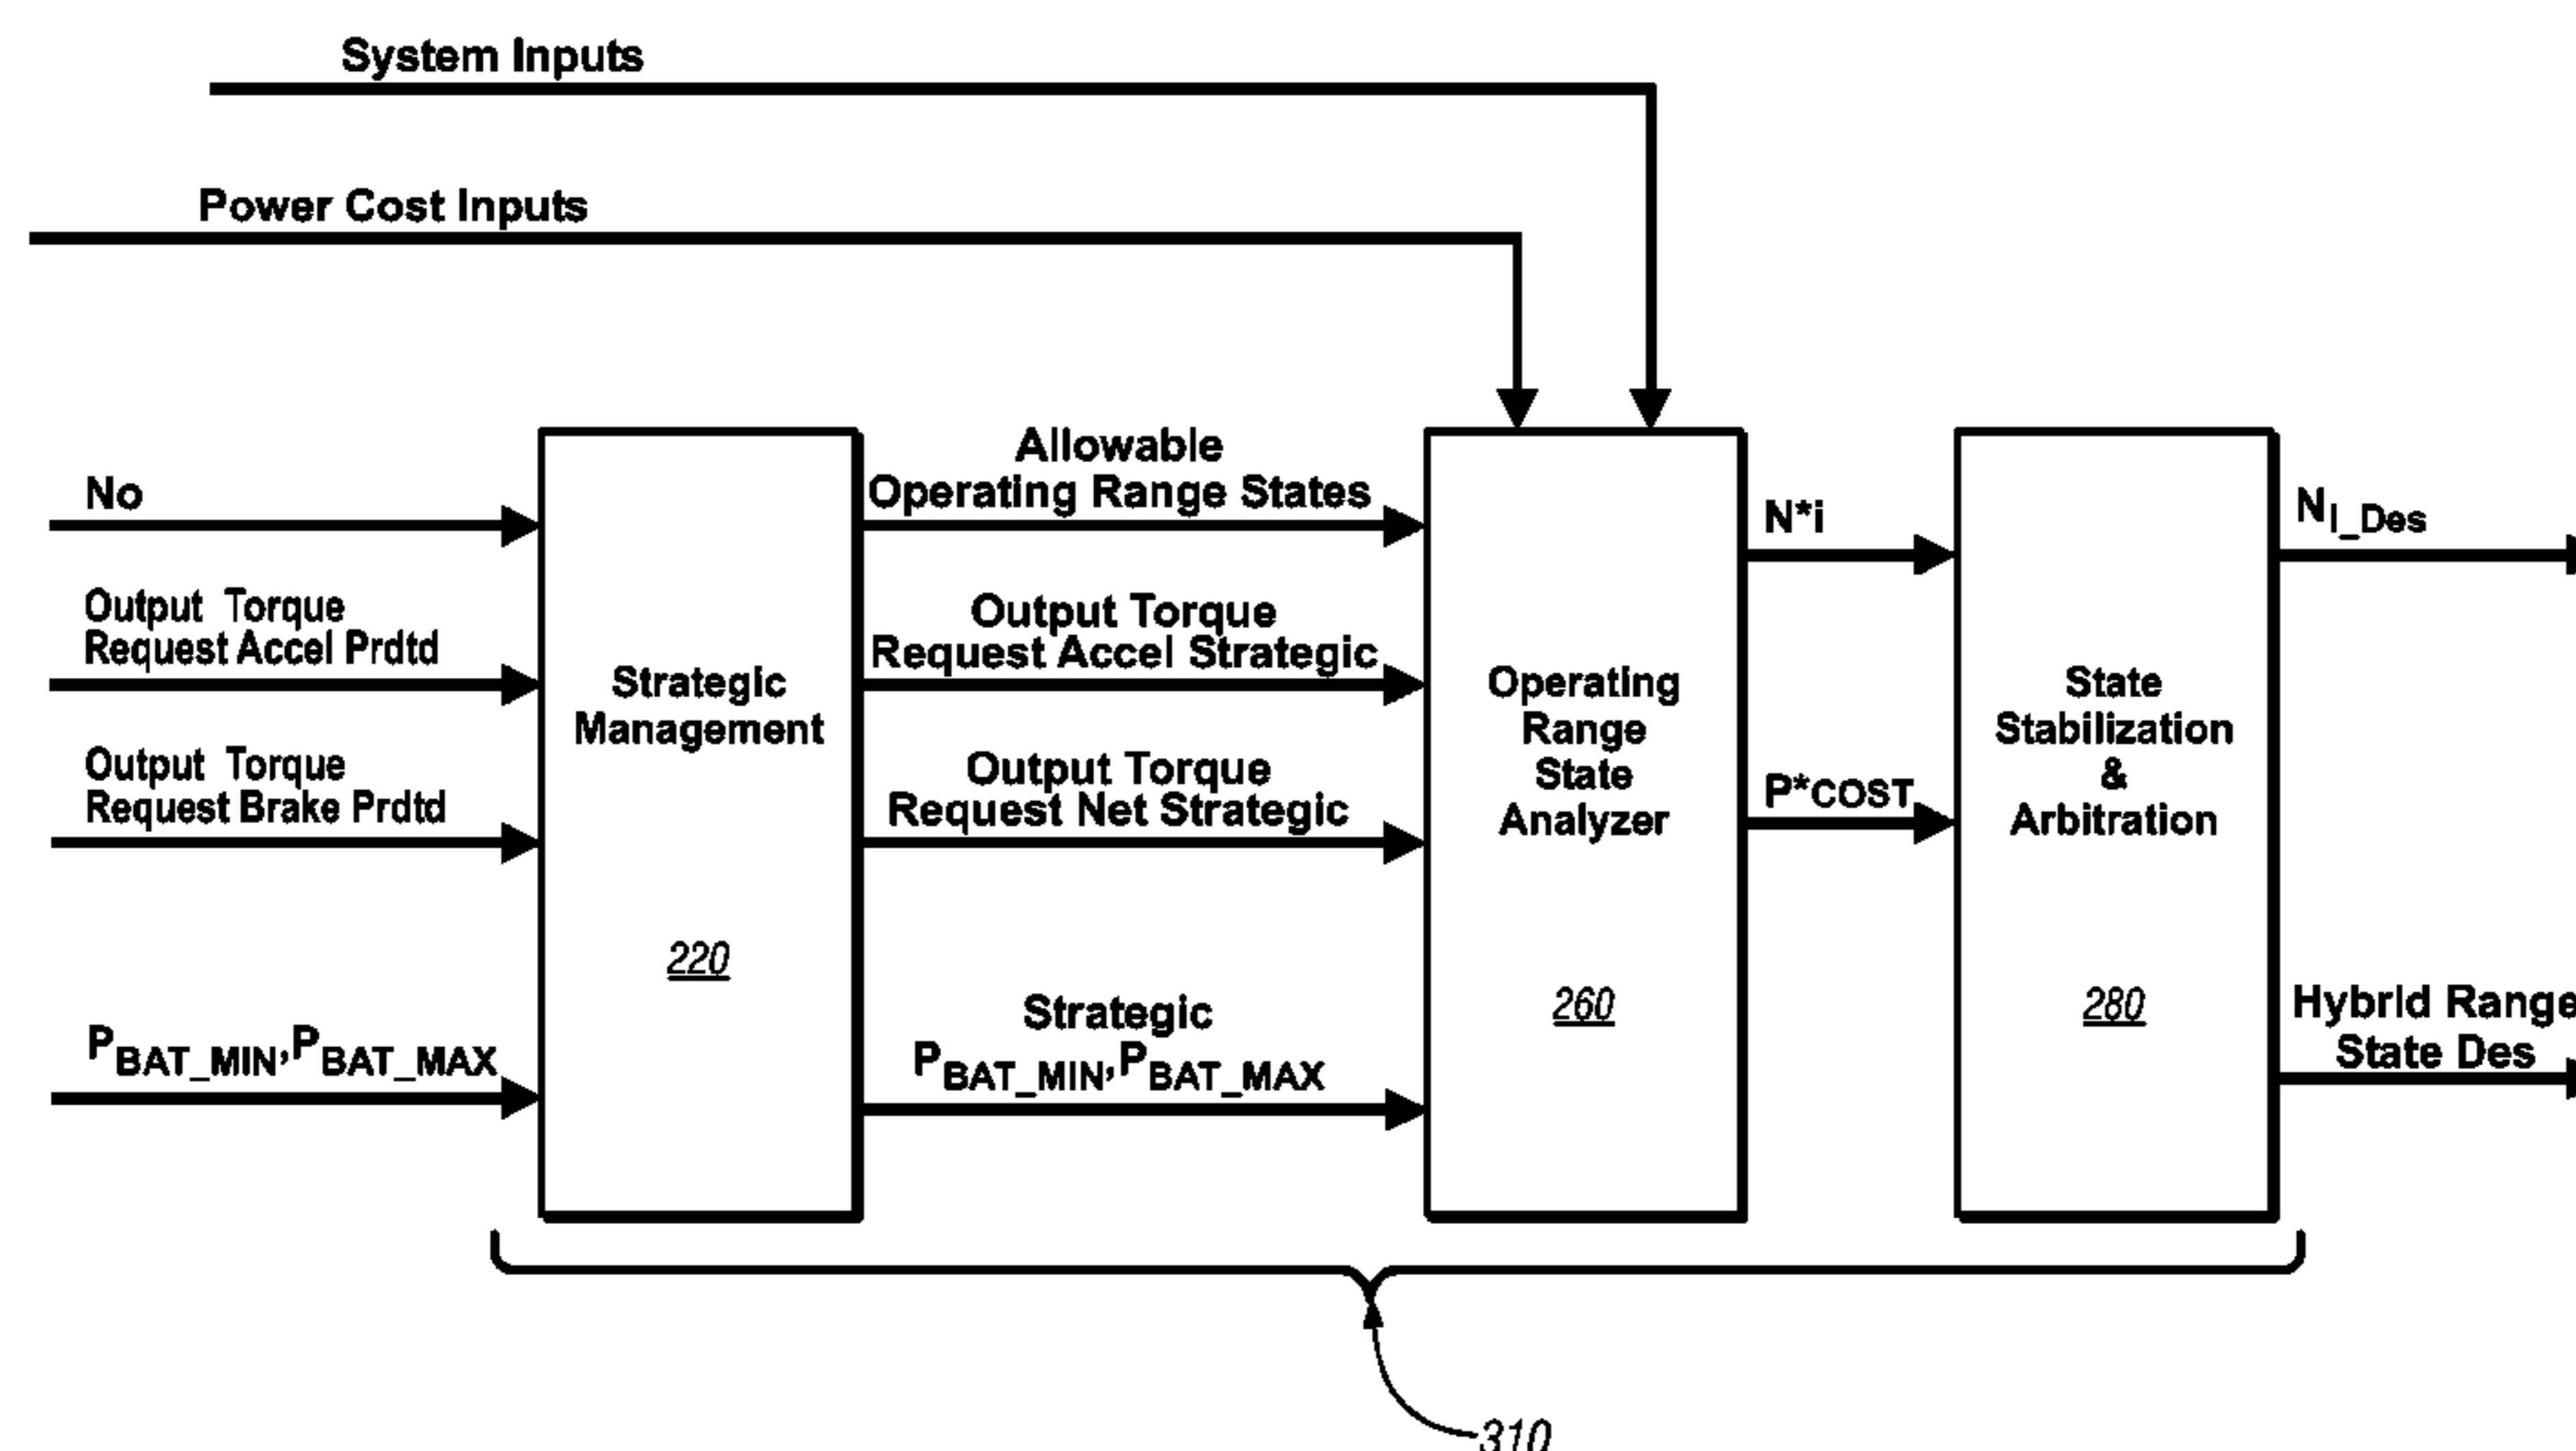 System Inputs
Power Cost Inputs
No
Output Torque
Request Accel Prdtd
Output Torque
Request Brake Prdtd
PBAT_MIN,PBAT_MAX
Strategic
Management
220
Allowable
Operating Range States
Output Torque
Request Accel Strategic
Output Torque
Request Net Strategic
Strategic
PBAT_MIN,PBAT_MAX
Operating
Range
State
Analyzer
260
N*i
P*COST
State
Stabilization
&
Arbitration
280
NI_Des
Hybrid Range
State Des
310